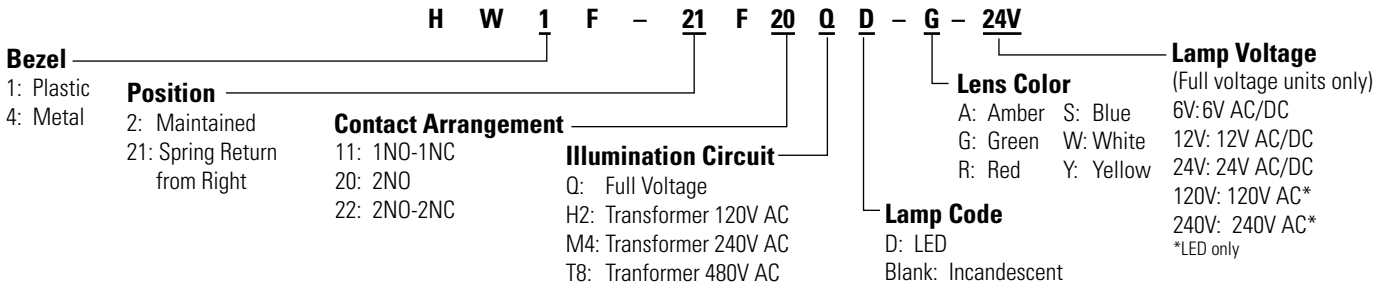 H W 1 F – 21 F 20 Q D – G – 24V
Bezel
1: Plastic
4: Metal
Position
2: Maintained
21: Spring Return
from Right
Contact Arrangement
11: 1NO-1NC
20: 2NO
22: 2NO-2NC
Illumination Circuit
Q: Full Voltage
H2: Transformer 120V AC
M4: Transformer 240V AC
T8: Tranformer 480V AC
Lamp Code
D: LED
Blank: Incandescent
Lens Color
A: Amber S: Blue
G: Green W: White
R: Red Y: Yellow
Lamp Voltage
(Full voltage units only)
6V: 6V AC/DC
12V: 12V AC/DC
24V: 24V AC/DC
120V: 120V AC*
240V: 240V AC*
*LED only